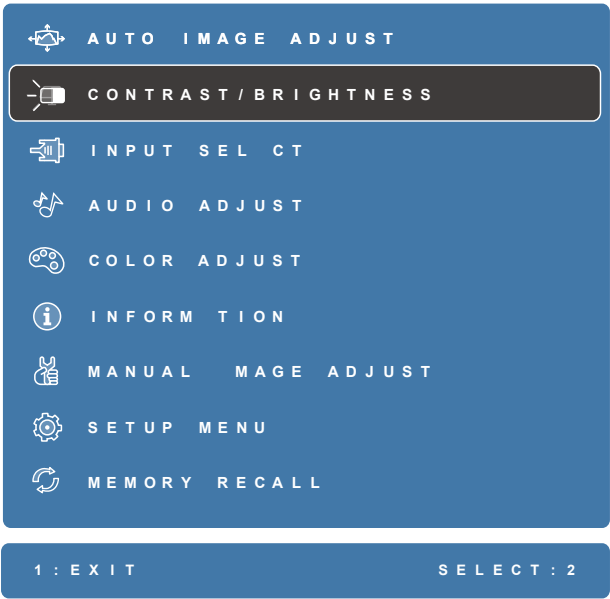 AUTO IMAGE ADJUST
CONTRAST/BRIGHTNESS
INPUT SEL CT
AUDIO ADJUST
COLOR ADJUST
INFORM TION
MANUAL MAGE ADJUST
SETUP MENU
MEMORY RECALL
1:EXIT SELECT:2